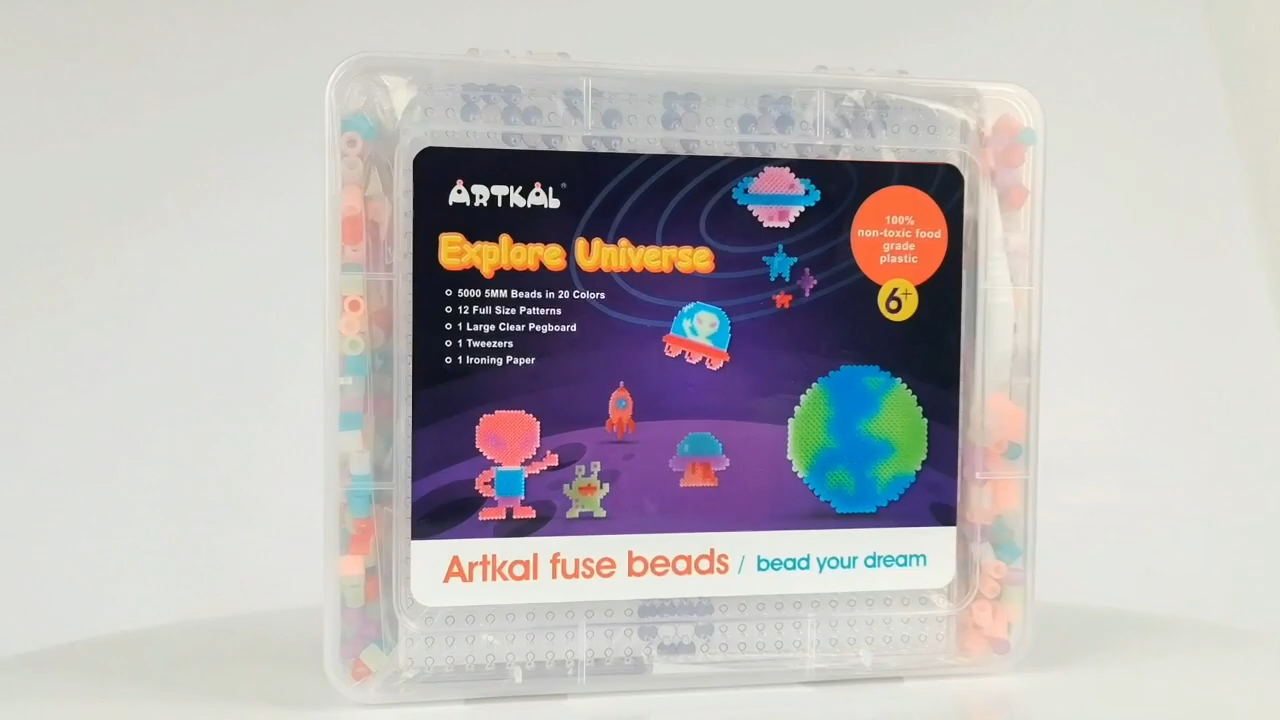 ARTKAL®
Explore Universe
5000 5MM Beads in 20 Colors
12 Full Size Patterns
1 Large Clear Pegboard
1 Tweezers
1 Ironing Paper
100%
non-toxic food
grade
plastic
6+
Artkal fuse beads / bead your dream